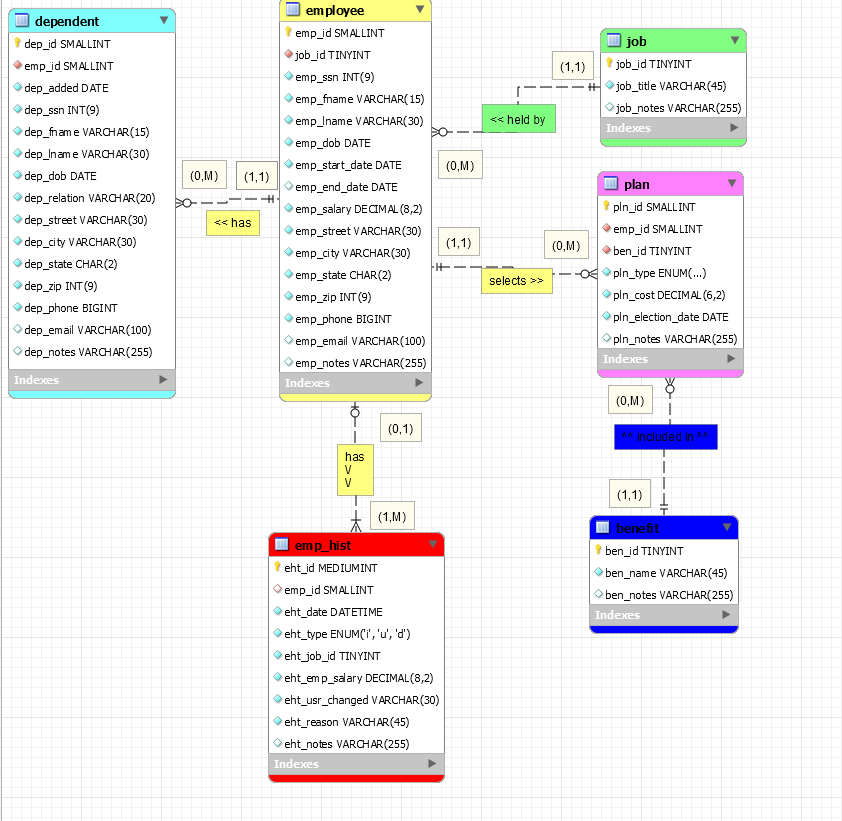 dependent
dep_id SMALLINT
emp_id SMALLINT
dep_added DATE
dep_ssn INT(9)
dep_fname VARCHAR(15)
dep_lname VARCHAR(30)
dep_dob DATE
dep_relation VARCHAR(20)
dep_street VARCHAR(30)
dep_city VARCHAR(30)
dep_state CHAR(2)
dep_zip INT(9)
dep_phone BIGINT
dep_email VARCHAR(100)
dep_notes VARCHAR(255)
Indexes
(0,M)
(1,1)
<< has
employee
emp_id SMALLINT
job_id TINYINT
emp_ssn INT(9)
emp_fname VARCHAR(15)
emp_lname VARCHAR(30)
emp_dob DATE
emp_start_date DATE
emp_end_date DATE
emp_salary DECIMAL(8,2)
emp_street VARCHAR(30)
emp_city VARCHAR(30)
emp_state CHAR(2)
emp_zip INT(9)
emp_phone BIGINT
emp_email VARCHAR(100)
emp_notes VARCHAR(255)
Indexes
(1,1)
<< held by
(0,M)
job
job_id TINYINT
job_title VARCHAR(45)
job_notes VARCHAR(255)
Indexes
(1,1)
(0,M)
selects >>
plan
pln_id SMALLINT
emp_id SMALLINT
ben_id TINYINT
pln_type ENUM(...)
pln_cost DECIMAL(6,2)
pln_election_date DATE
pln_notes VARCHAR(255)
Indexes
(0,M)
^^ included in ^^
(1,1)
benefit
ben_id TINYINT
ben_name VARCHAR(45)
ben_notes VARCHAR(255)
Indexes
(0,1)
has
V
V
(1,M)
emp_hist
eht_id MEDIUMINT
emp_id SMALLINT
eht_date DATETIME
eht_type ENUM('i', 'u', 'd')
eht_job_id TINYINT
eht_emp_salary DECIMAL(8,2)
eht_usr_changed VARCHAR(30)
eht_reason VARCHAR(45)
eht_notes VARCHAR(255)
Indexes